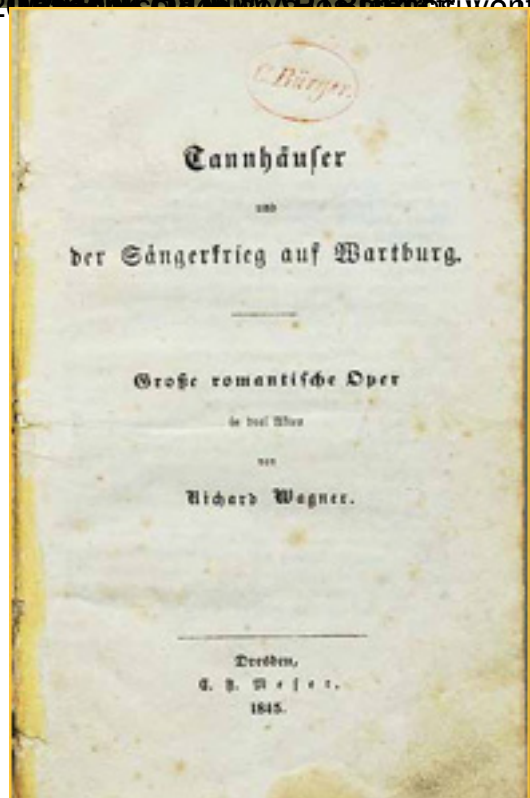 C. Bürger.
Tannhäuser
und
der Sängerkrieg auf Wartburg.
Große romantische Oper
in drei Akten
von
Richard Wagner.
Dresden,
C. F. Meser.
1845.